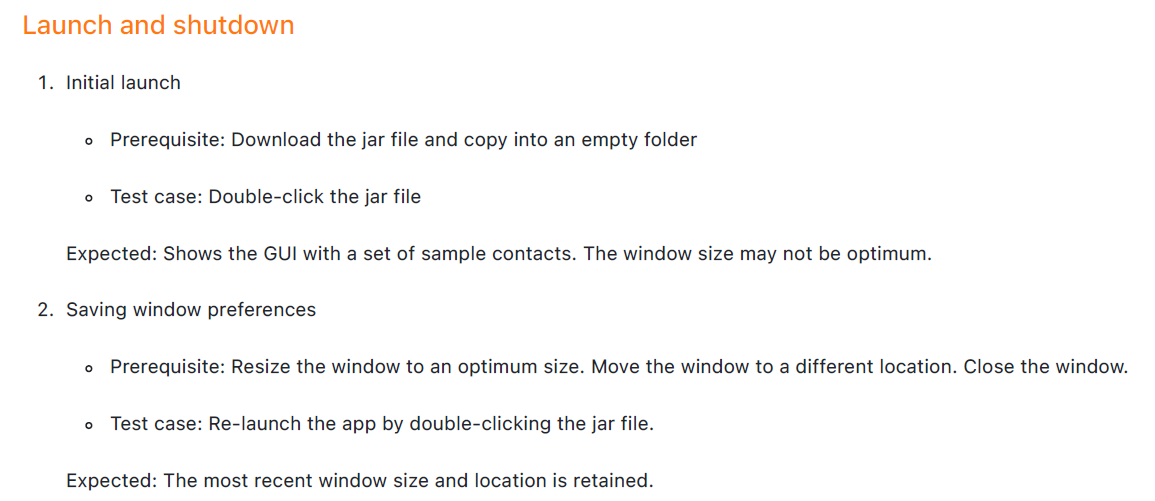 Launch and shutdown
1. Initial launch
Prerequisite: Download the jar file and copy into an empty folder
Test case: Double-click the jar file
Expected: Shows the GUI with a set of sample contacts. The window size may not be optimum.
2. Saving window preferences
Prerequisite: Resize the window to an optimum size. Move the window to a different location. Close the window.
Test case: Re-launch the app by double-clicking the jar file.
Expected: The most recent window size and location is retained.